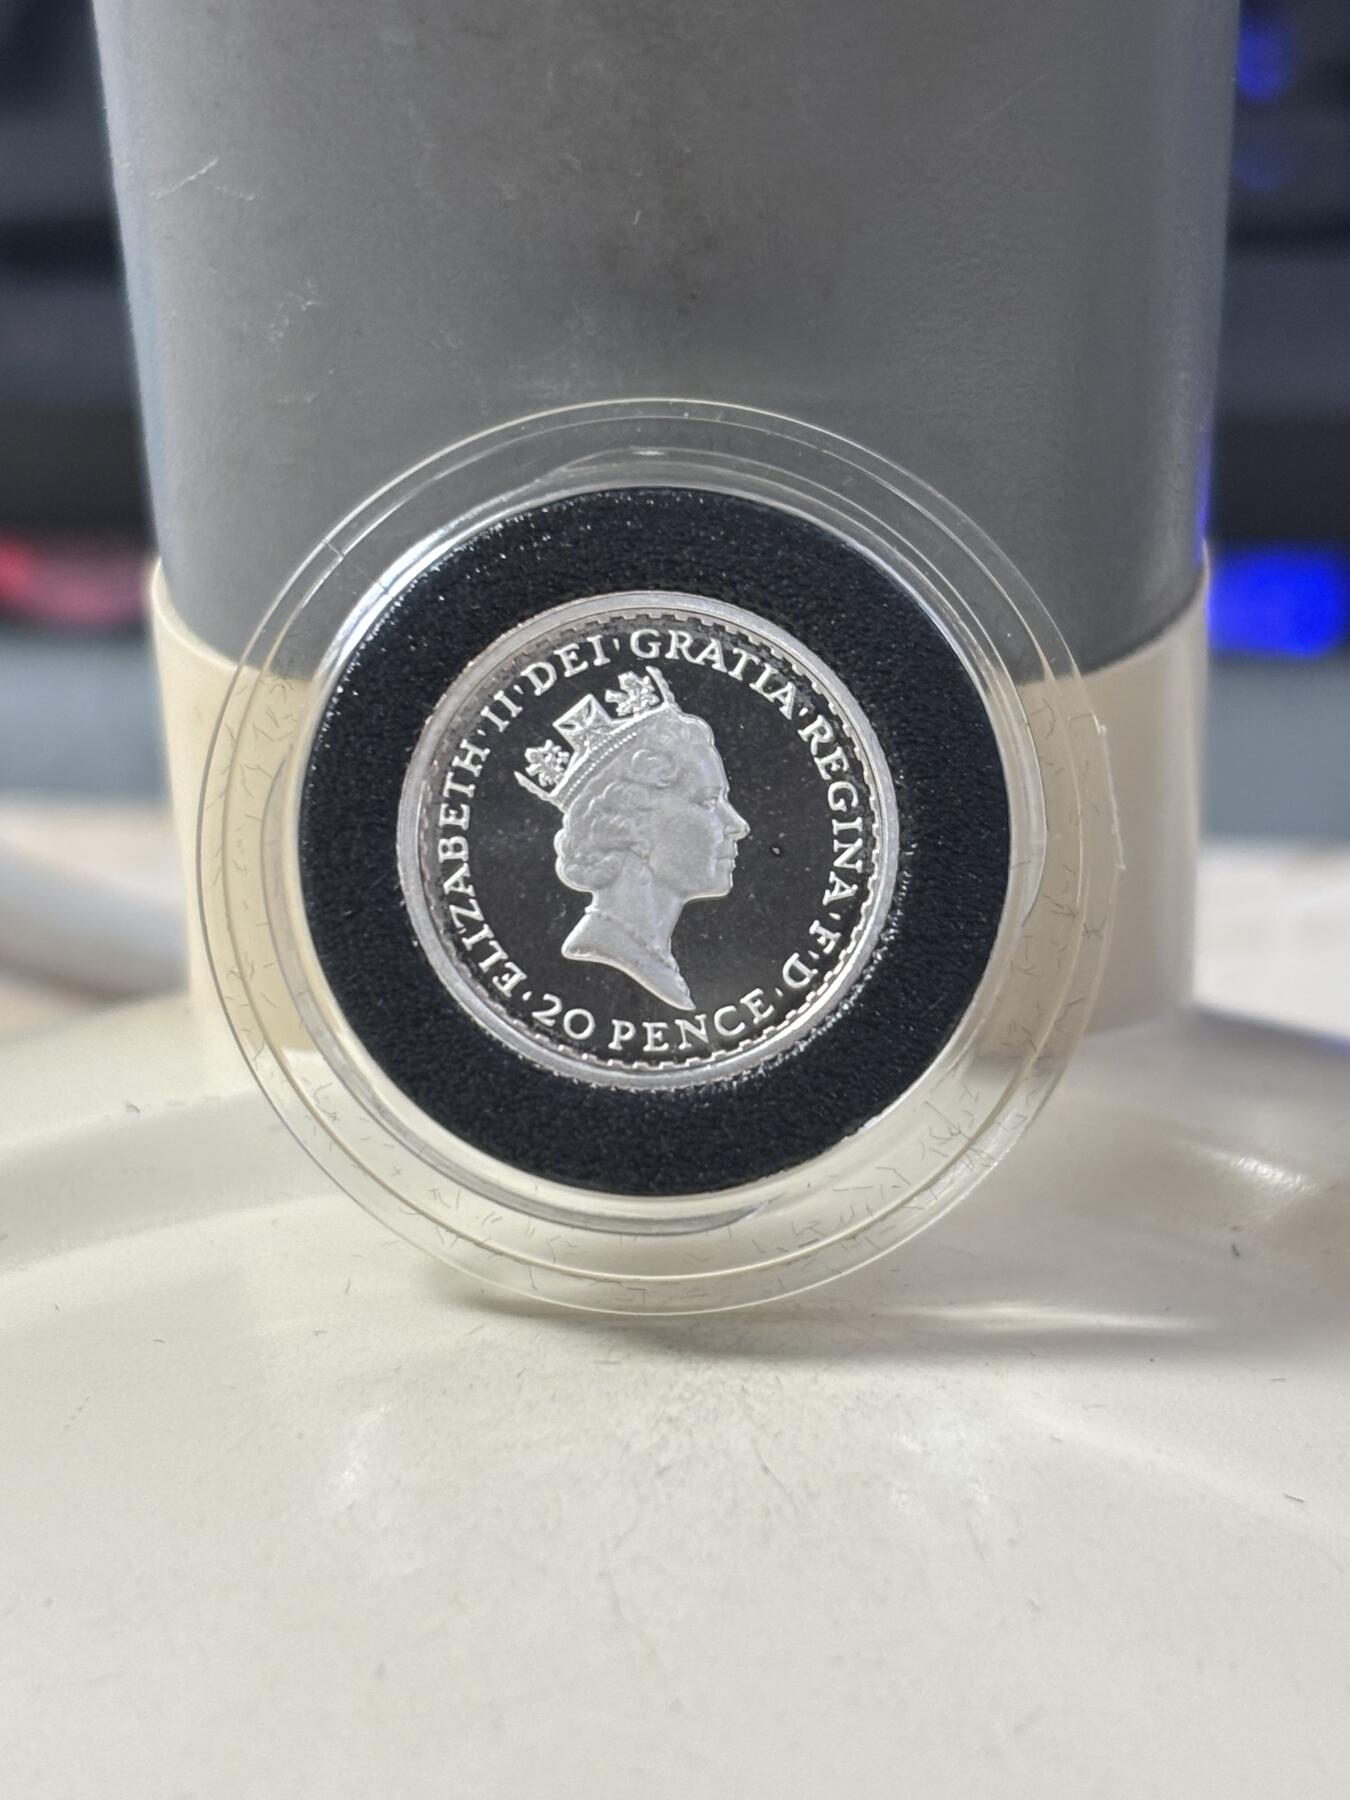 ELIZABETH · II · DEI · GRATIA · REGINA · F · D ·
20 PENCE ·